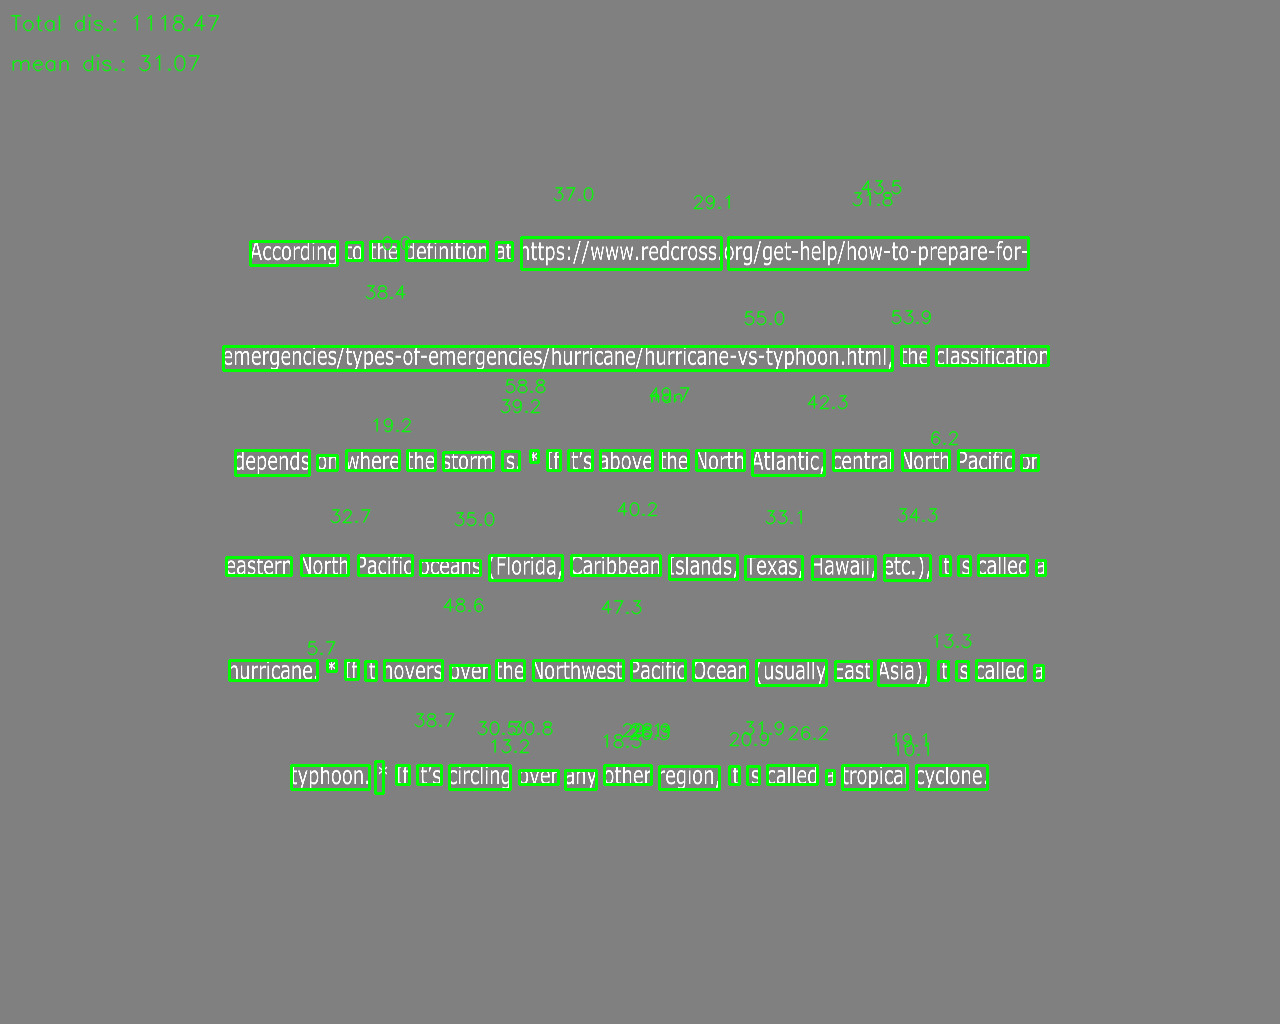 Total dis.: 1118.47
mean dis.: 31.07
37.0 29.1 43.5
31.8
According to the definition at https://www.redcross.org/get-help/how-to-prepare-for-
38.4 55.0 53.9
emergencies/types-of-emergencies/hurricane/hurricane-vs-typhoon.html, the classification
58.8
39.2 42.3
19.2 6.2
depends on where the storm is. * If it's above the North Atlantic, central North Pacific or
32.7 35.0 40.2 33.1 34.3
eastern North Pacific oceans (Florida, Caribbean Islands, Texas, Hawaii, etc.), it is called a
48.6 47.3
5.7 13.3
hurricane. * If it hovers over the Northwest Pacific Ocean (usually East Asia), it is called a
38.7 30.5 30.8 31.9 26.2
13.2 18.5 20.9 19.1
10.1
typhoon. * If it's circling over any other region, it is called a tropical cyclone.